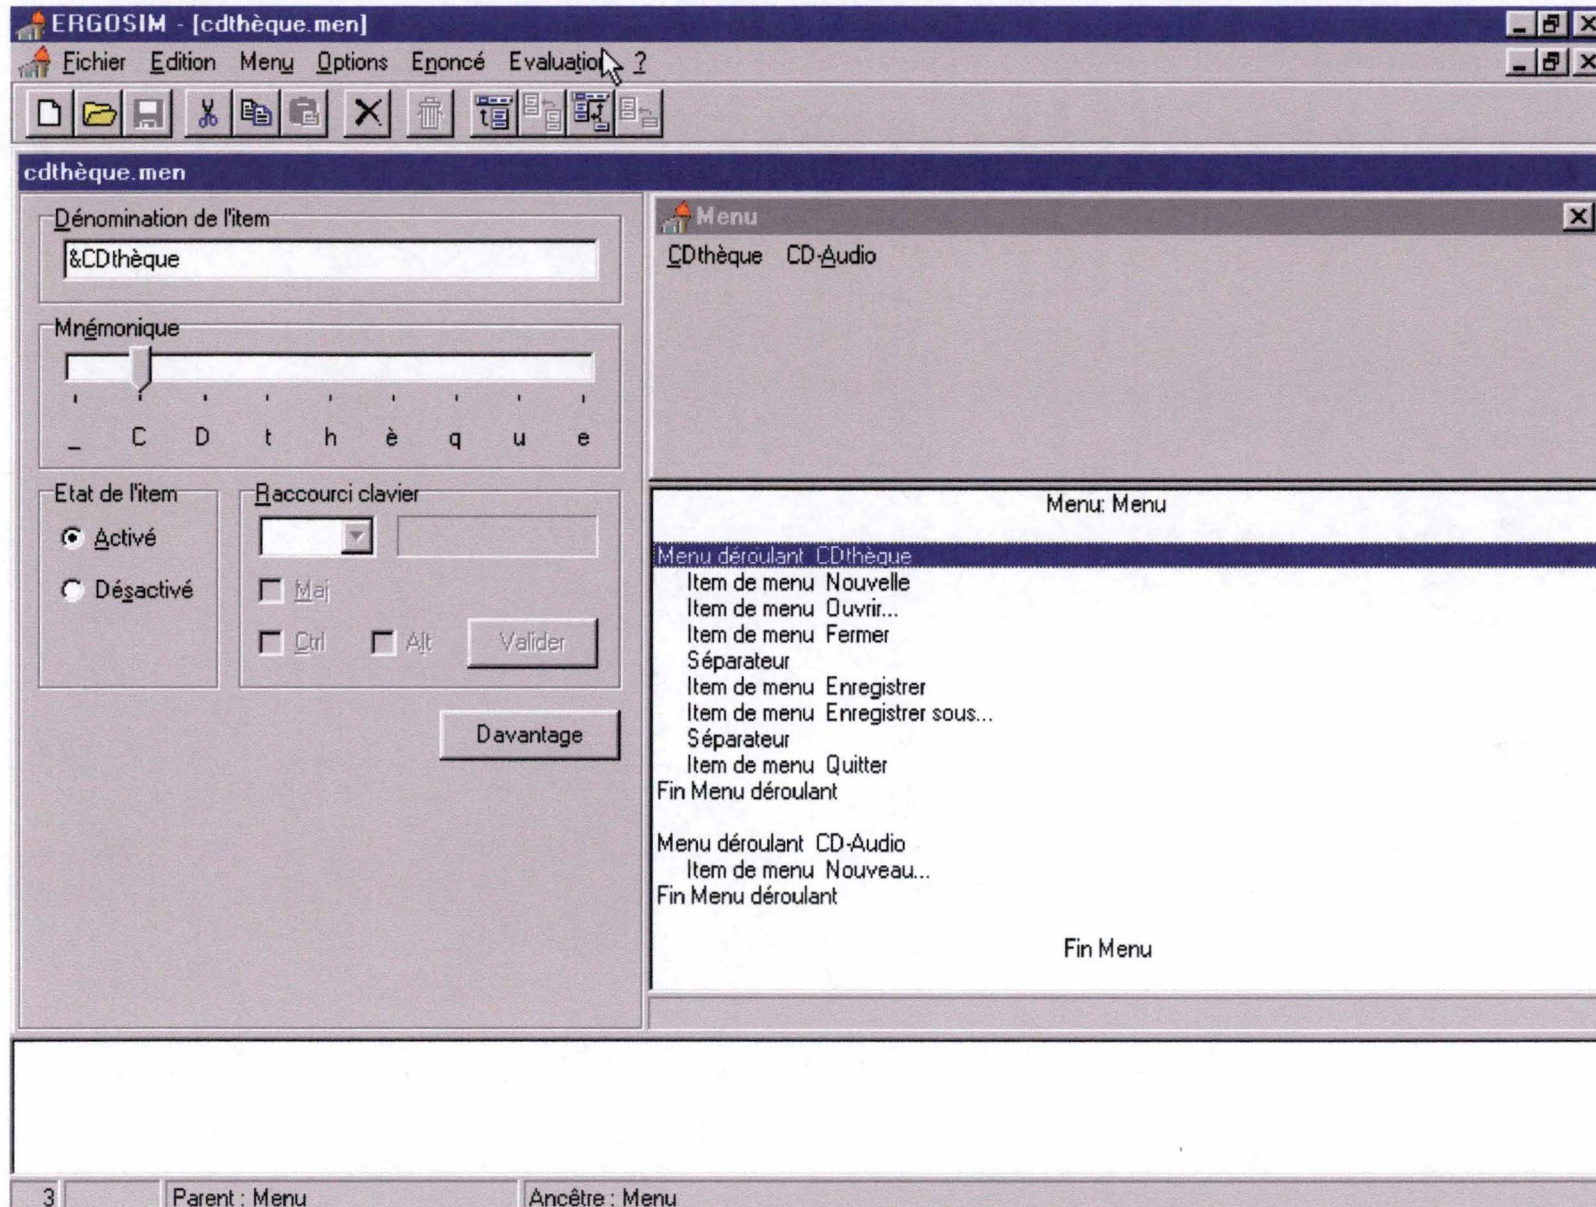 ERGOSIM - [cdthèque.men]
Fichier Edition Menu Options Enoncé Evaluation ?
cdthèque.men
Dénomination de l'item
&CDthèque
Mnémonique
_ C D t h è q u e
Etat de l'item
Activé
Désactivé
Raccourci clavier
Maj
Ctrl Alt Valider
Davantage
Menu
CDthèque CD-Audio
Menu: Menu
Menu déroulant CDthèque
Item de menu Nouvelle
Item de menu Ouvrir...
Item de menu Fermer
Séparateur
Item de menu Enregistrer
Item de menu Enregistrer sous...
Séparateur
Item de menu Quitter
Fin Menu déroulant
Menu déroulant CD-Audio
Item de menu Nouveau...
Fin Menu déroulant
Fin Menu
3 Parent : Menu Ancêtre : Menu